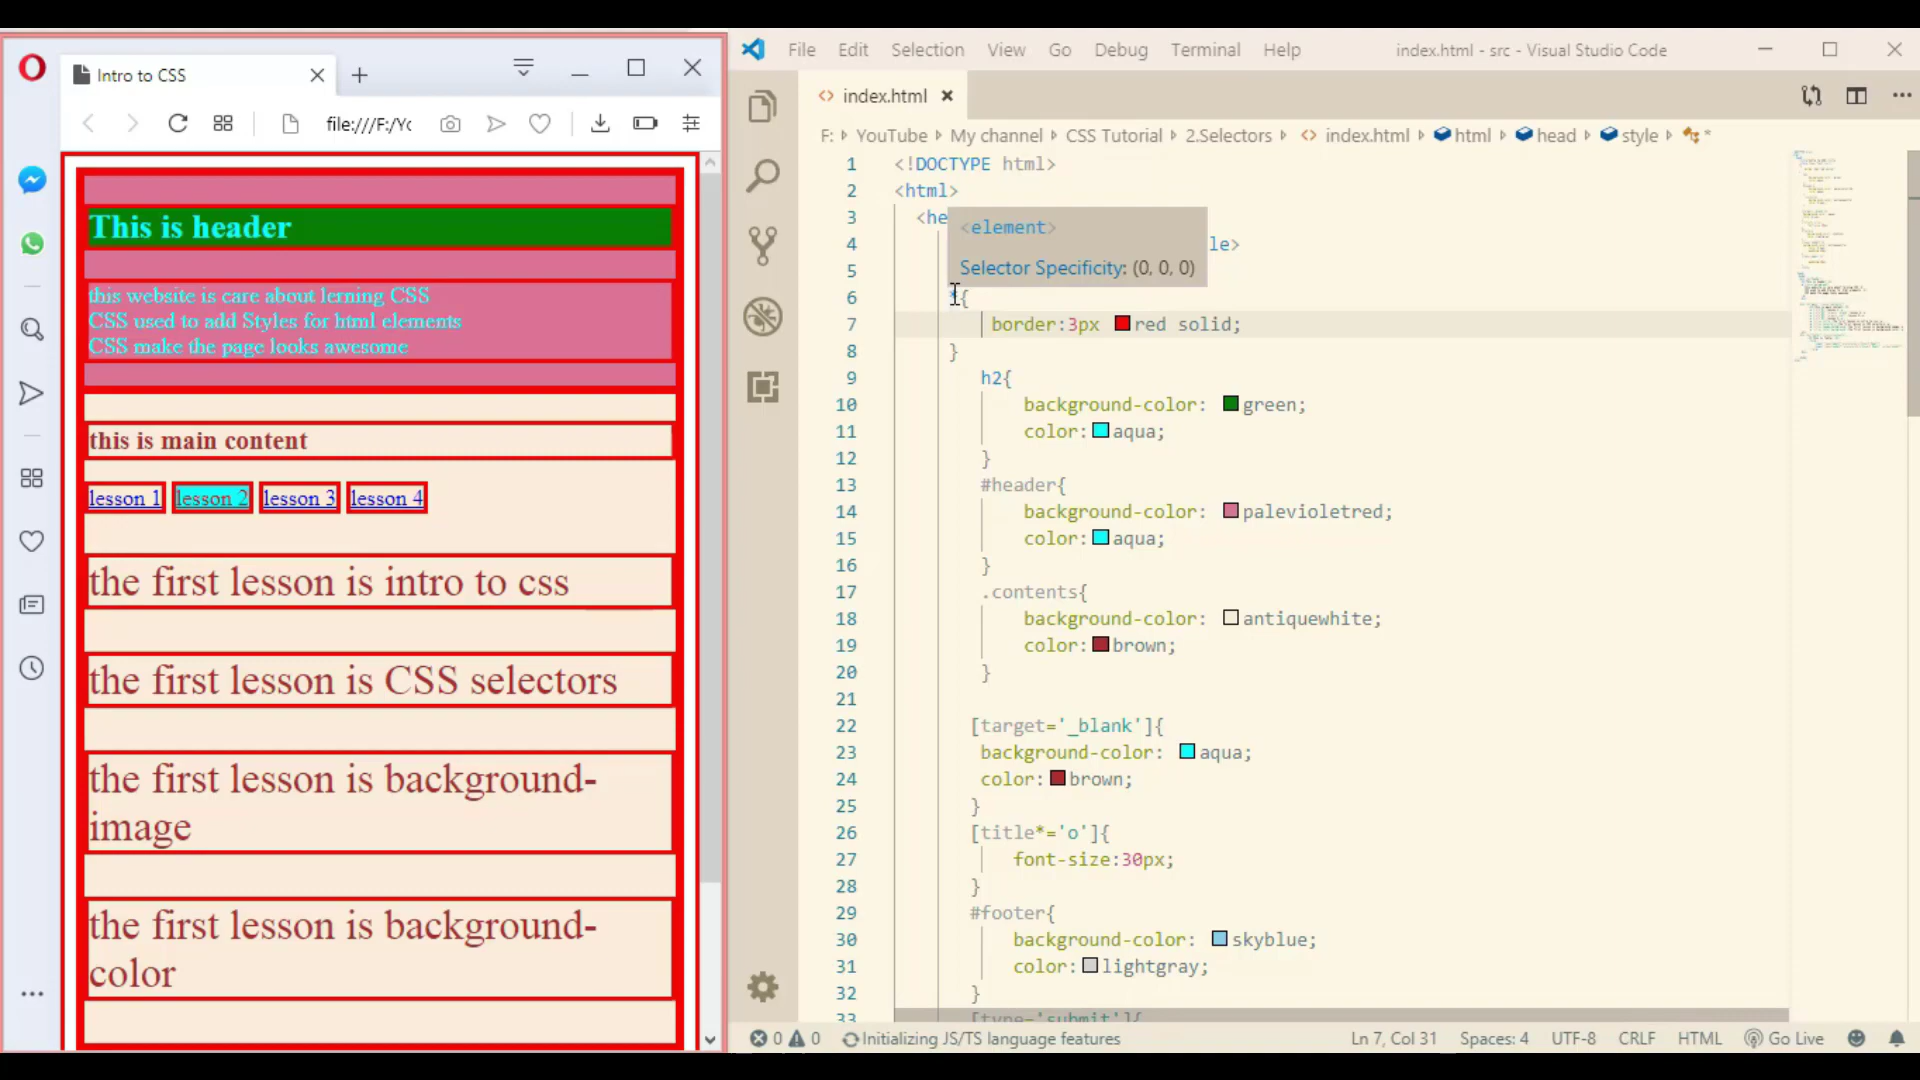 Intro to CSS
file:///F:/Yc
This is header
this website is care about lerning CSS
CSS used to add Styles for html elements
CSS make the page looks awesome
this is main content
lesson 1 lesson 2 lesson 3 lesson 4
the first lesson is intro to css
the first lesson is CSS selectors
the first lesson is background-
image
the first lesson is background-
color
File Edit Selection View Go Debug Terminal Help index.html - src - Visual Studio Code
index.html
F: YouTube My channel CSS Tutorial 2.Selectors index.html html head style *
1 <!DOCTYPE html>
2 <html>
3 <he
<element>
4 le>
5
Selector Specificity: (0, 0, 0)
6 *{
7 border:3px red solid;
8 }
9 h2{
10 background-color: green;
11 color: aqua;
12 }
13 #header{
14 background-color: palevioletred;
15 color: aqua;
16 }
17 .contents{
18 background-color: antiquewhite;
19 color: brown;
20 }
21
22 [target='_blank']{
23 background-color: aqua;
24 color: brown;
25 }
26 [title*='o']{
27 font-size:30px;
28 }
29 #footer{
30 background-color: skyblue;
31 color: lightgray;
32 }
33 [type='submit']{
0 0 Initializing JS/TS language features Ln 7, Col 31 Spaces: 4 UTF-8 CRLF HTML Go Live